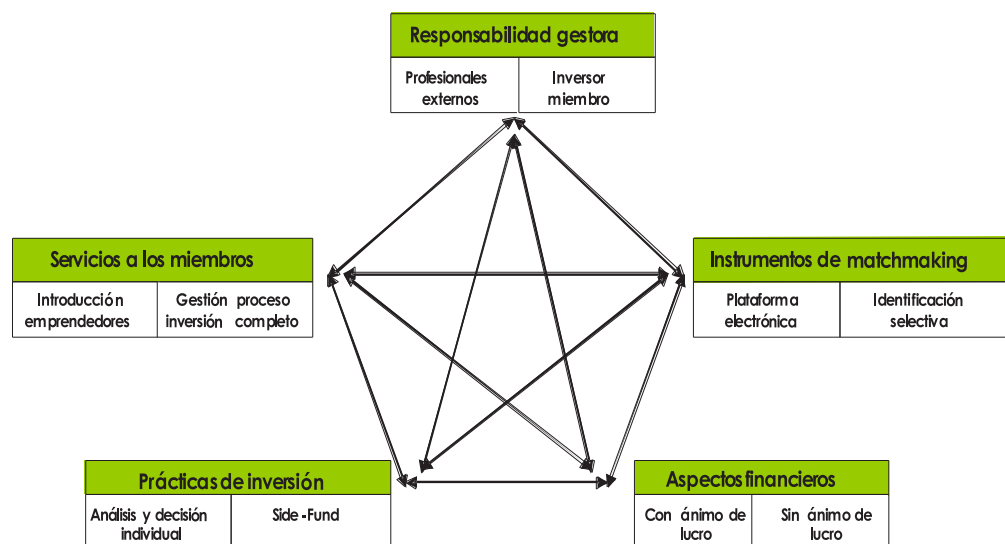 Responsabilidad gestora
Profesionales
externos
Inversor
miembro
Servicios a los miembros
Introducción
emprendedores
Gestión proceso
inversión completo
Instrumentos de matchmaking
Plataforma
electrónica
Identificación
selectiva
Prácticas de inversión
Análisis y decisión
individual
Side-Fund
Aspectos financieros
Con ánimo de
lucro
Sin ánimo de
lucro